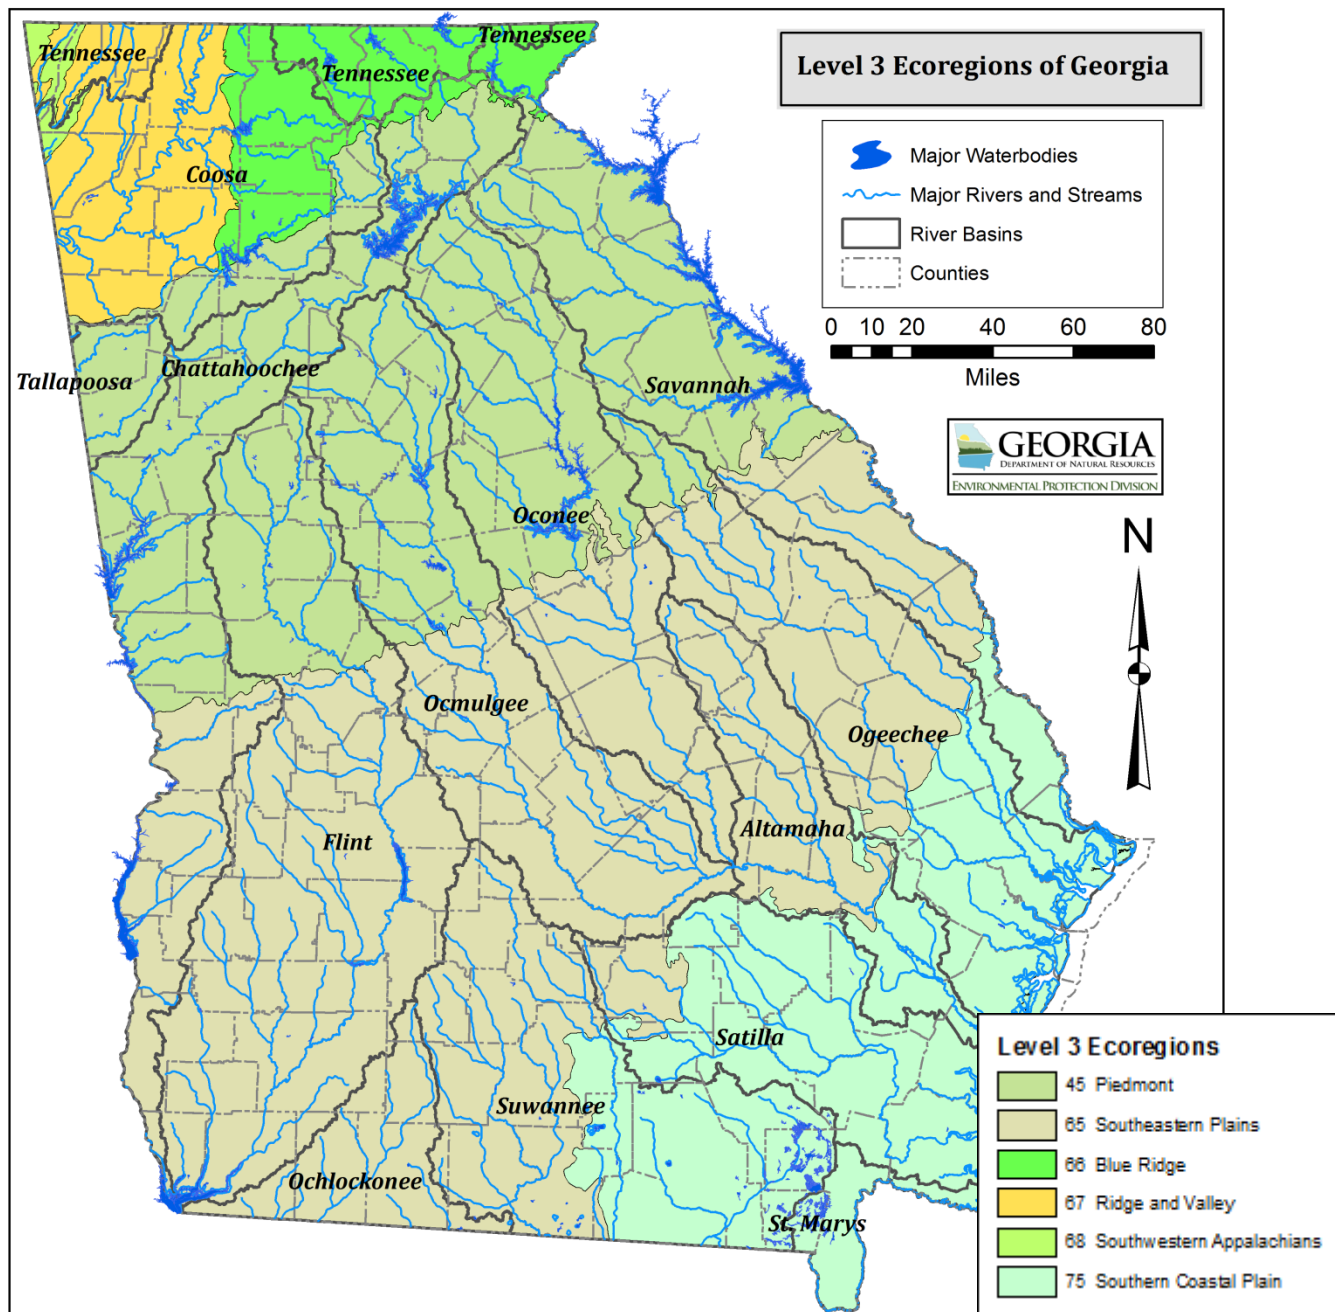 Tennessee
Tennessee
Tennessee
Level 3 Ecoregions of Georgia
Major Waterbodies
Major Rivers and Streams
River Basins
Counties
0 10 20 40 60 80
Miles
Coosa
Tallapoosa
Chattahoochee
Savannah
GEORGIA
DEPARTMENT OF NATURAL RESOURCES
ENVIRONMENTAL PROTECTION DIVISION
N
Oconee
Ocmulgee
Ogeechee
Flint
Altamaha
Satilla
Suwannee
Ochlockonee
St. Marys
Level 3 Ecoregions
45 Piedmont
65 Southeastern Plains
66 Blue Ridge
67 Ridge and Valley
68 Southwestern Appalachians
75 Southern Coastal Plain